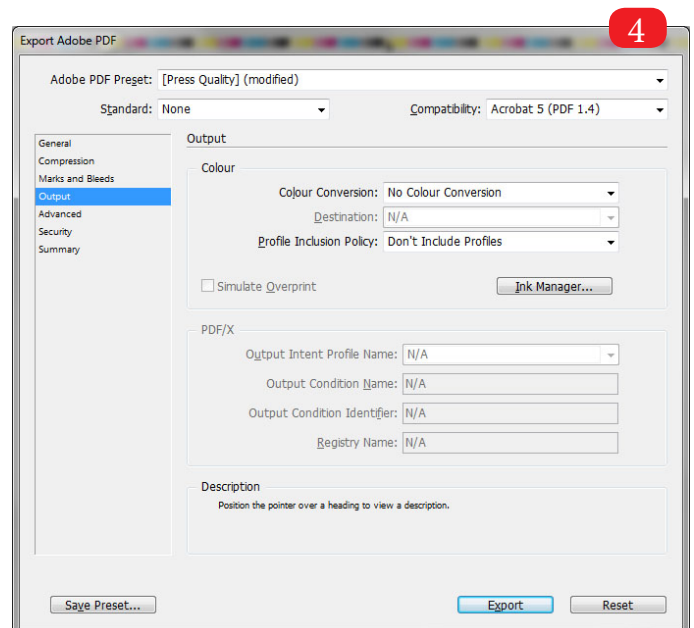 4
Export Adobe PDF
Adobe PDF Preset: [Press Quality] (modified)
Standard: None Compatibility: Acrobat 5 (PDF 1.4)
General
Compression
Marks and Bleeds
Output
Advanced
Security
Summary
Output
Colour
Colour Conversion: No Colour Conversion
Destination: N/A
Profile Inclusion Policy: Don't Include Profiles
Simulate Overprint Ink Manager...
PDF/X
Output Intent Profile Name: N/A
Output Condition Name: N/A
Output Condition Identifier: N/A
Registry Name: N/A
Description
Position the pointer over a heading to view a description.
Save Preset... Export Reset